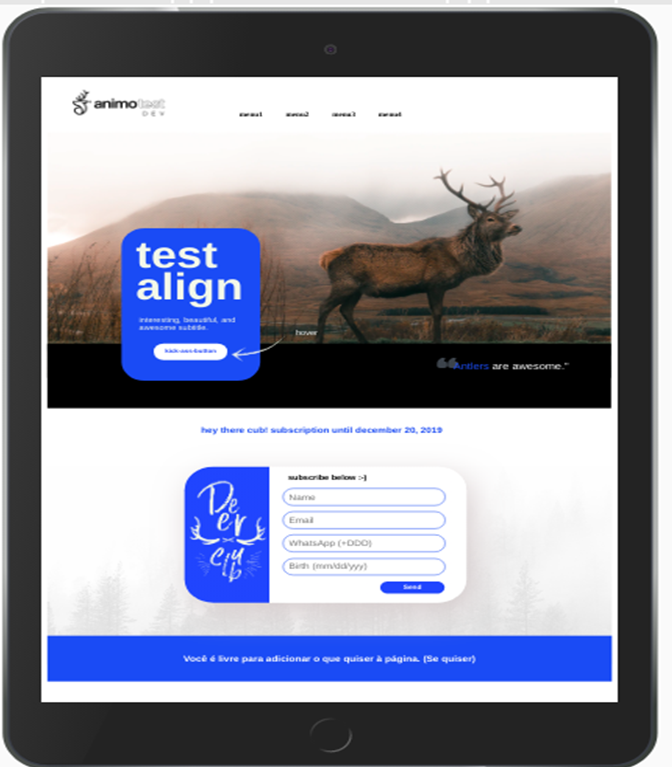 animotest
DEV
menu1 menu2 menu3 menu4
test
align
interesting, beautiful, and
awesome subtitle.
kick-ass-button
hover
“Antlers are awesome."
hey there cub! subscription until december 20, 2019
Deer
cub
subscribe below :-)
Name
Email
WhatsApp (+DDD)
Birth (mm/dd/yyy)
Send
Você é livre para adicionar o que quiser à página. (Se quiser)